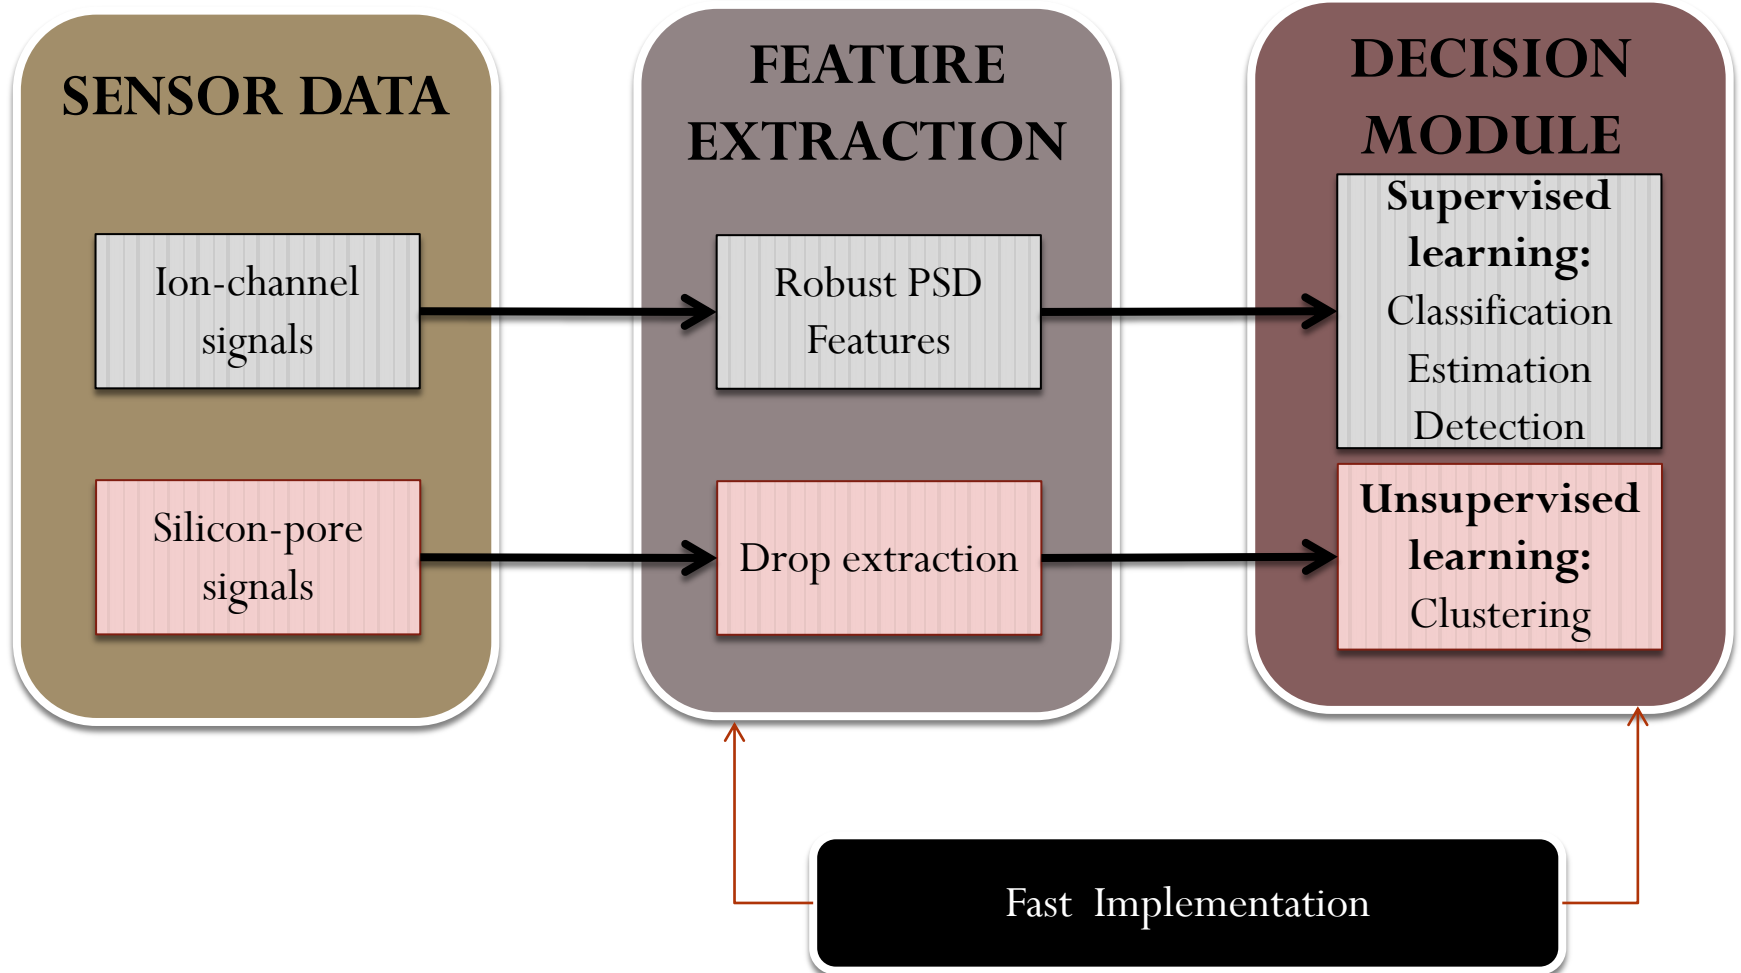 SENSOR DATA
Ion-channel
signals
Silicon-pore
signals
FEATURE
EXTRACTION
Robust PSD
Features
Drop extraction
DECISION
MODULE
Supervised
learning:
Classification
Estimation
Detection
Unsupervised
learning:
Clustering
Fast  Implementation